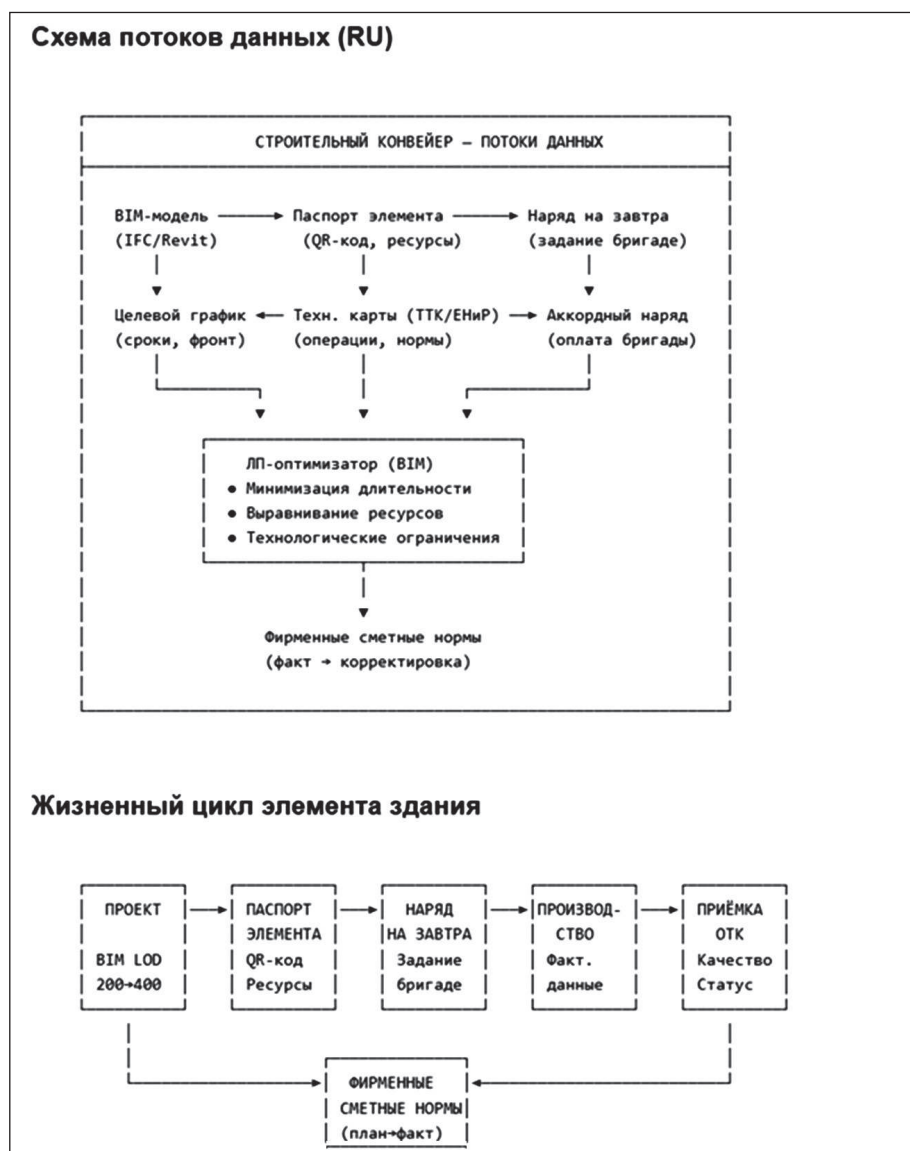 Схема потоков данных (RU)
СТРОИТЕЛЬНЫЙ КОНВЕЙЕР — ПОТОКИ ДАННЫХ
BIM-модель → Паспорт элемента → Наряд на завтра
(IFC/Revit) (QR-код, ресурсы) (задание бригаде)
Целевой график ← Техн. карты (ТТК/ЕНиР) → Аккордный наряд
(сроки, фронт) (операции, нормы) (оплата бригады)
ЛП-оптимизатор (BIM)
• Минимизация длительности
• Выравнивание ресурсов
• Технологические ограничения
Фирменные сметные нормы
(факт → корректировка)
Жизненный цикл элемента здания
ПРОЕКТ → ПАСПОРТ → НАРЯД → ПРОИЗВОД- → ПРИЁМКА
ЭЛЕМЕНТА НА ЗАВТРА СТВО ОТК
BIM LOD QR-код Задание Факт. Качество
200→400 Ресурсы бригаде данные Статус
ФИРМЕННЫЕ
СМЕТНЫЕ НОРМЫ
(план→факт)